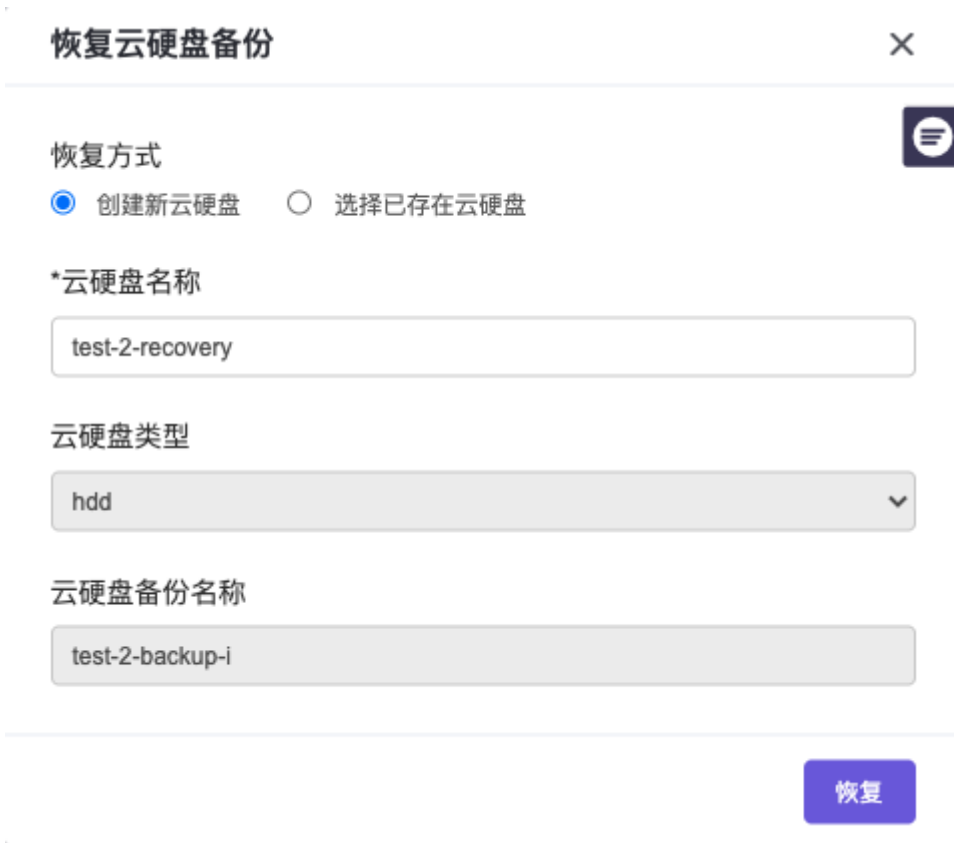 恢复云硬盘备份
恢复方式
创建新云硬盘 选择已存在云硬盘
*云硬盘名称
test-2-recovery
云硬盘类型
hdd
云硬盘备份名称
test-2-backup-i
恢复